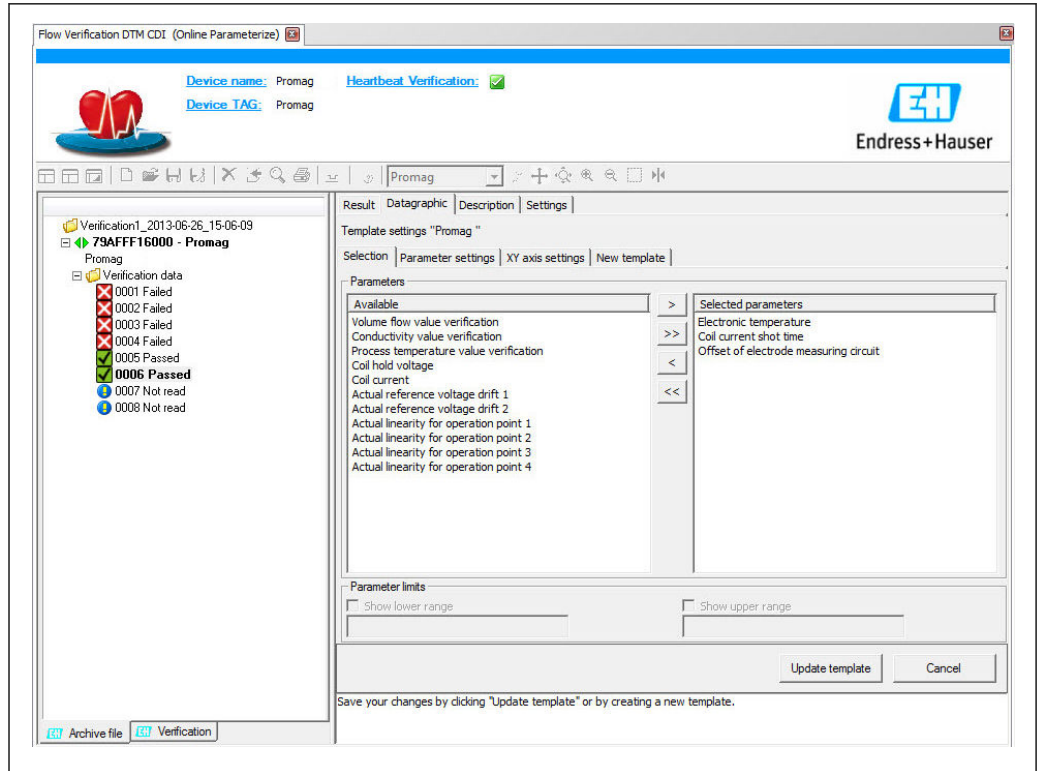 Flow Verification DTM CDI (Online Parameterize)
Device name: Promag
Heartbeat Verification:
Device TAG: Promag
EH
Endress+Hauser
Promag
Verification1_2013-06-26_15-06-09
79AFFF16000 - Promag
Promag
Verification data
0001 Failed
0002 Failed
0003 Failed
0004 Failed
0005 Passed
0006 Passed
0007 Not read
0008 Not read
Archive file
Verification
Result
Datagraphic
Description
Settings
Template settings "Promag "
Selection
Parameter settings
XY axis settings
New template
Parameters
Available
Volume flow value verification
Conductivity value verification
Process temperature value verification
Coil hold voltage
Coil current
Actual reference voltage drift 1
Actual reference voltage drift 2
Actual linearity for operation point 1
Actual linearity for operation point 2
Actual linearity for operation point 3
Actual linearity for operation point 4
>
>>
<
<<
Selected parameters
Electronic temperature
Coil current shot time
Offset of electrode measuring circuit
Parameter limits
Show lower range
Show upper range
Update template
Cancel
Save your changes by clicking "Update template" or by creating a new template.